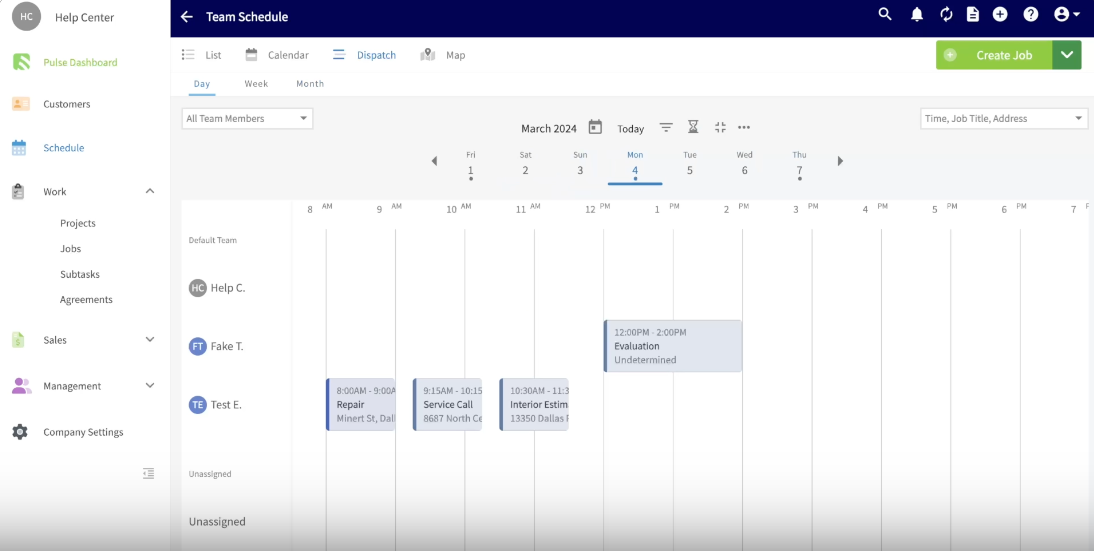 HC Help Center
Team Schedule
Pulse Dashboard
Customers
Schedule
Work
Projects
Jobs
Subtasks
Agreements
Sales
Management
Company Settings
List Calendar Dispatch Map
Create Job
Day Week Month
All Team Members
March 2024 Today
Time, Job Title, Address
Fri Sat Sun Mon Tue Wed Thu
1 2 3 4 5 6 7
8 AM 9 AM 10 AM 11 AM 12 PM 1 PM 2 PM 3 PM 4 PM 5 PM 6 PM 7
Default Team
HC Help C.
FT Fake T.
12:00PM - 2:00PM
Evaluation
Undetermined
TE Test E.
8:00AM - 9:00A
Repair
Minert St, Dal
9:15AM - 10:15
Service Call
8687 North Ce
10:30AM - 11:3
Interior Estim
13350 Dallas
Unassigned
Unassigned